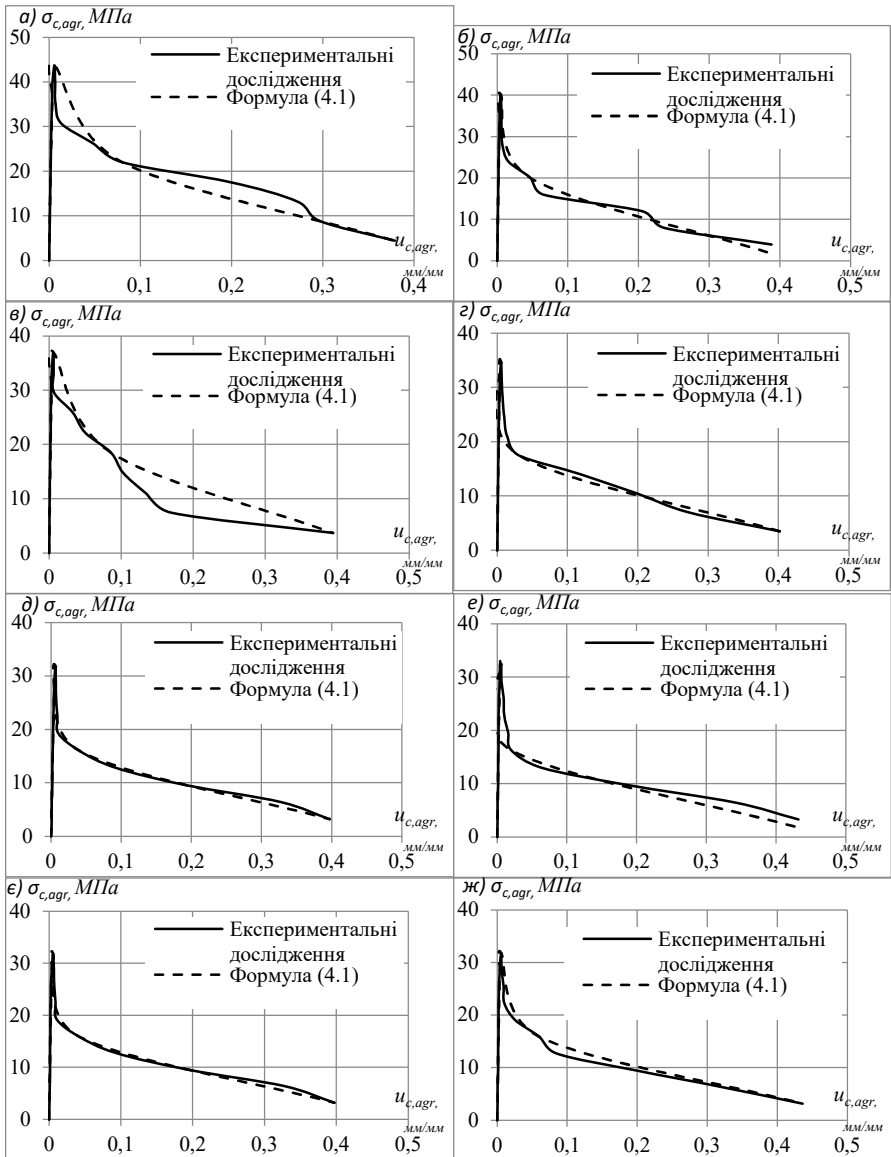 а) σc,agr, МПа
50
40
30
20
10
0
0
0,1
0,2
0,3
0,4
Експериментальні
дослідження
Формула (4.1)
uc,agr,
мм/мм
б) σc,agr, МПа
50
40
30
20
10
0
0
0,1
0,2
0,3
0,4
0,5
Експериментальні
дослідження
Формула (4.1)
uc,agr,
мм/мм
в) σc,agr, МПа
40
30
20
10
0
0
0,1
0,2
0,3
0,4
0,5
Експериментальні
дослідження
Формула (4.1)
uc,agr,
мм/мм
г) σc,agr, МПа
40
30
20
10
0
0
0,1
0,2
0,3
0,4
0,5
Експериментальні
дослідження
Формула (4.1)
uc,agr,
мм/мм
д) σc,agr, МПа
40
30
20
10
0
0
0,1
0,2
0,3
0,4
0,5
Експериментальні
дослідження
Формула (4.1)
uc,agr,
мм/мм
е) σc,agr, МПа
40
30
20
10
0
0
0,1
0,2
0,3
0,4
0,5
Експериментальні
дослідження
Формула (4.1)
uc,agr,
мм/мм
є) σc,agr, МПа
40
30
20
10
0
0
0,1
0,2
0,3
0,4
0,5
Експериментальні
дослідження
Формула (4.1)
uc,agr,
мм/мм
ж) σc,agr, МПа
40
30
20
10
0
0
0,1
0,2
0,3
0,4
0,5
Експериментальні
дослідження
Формула (4.1)
uc,agr,
мм/мм